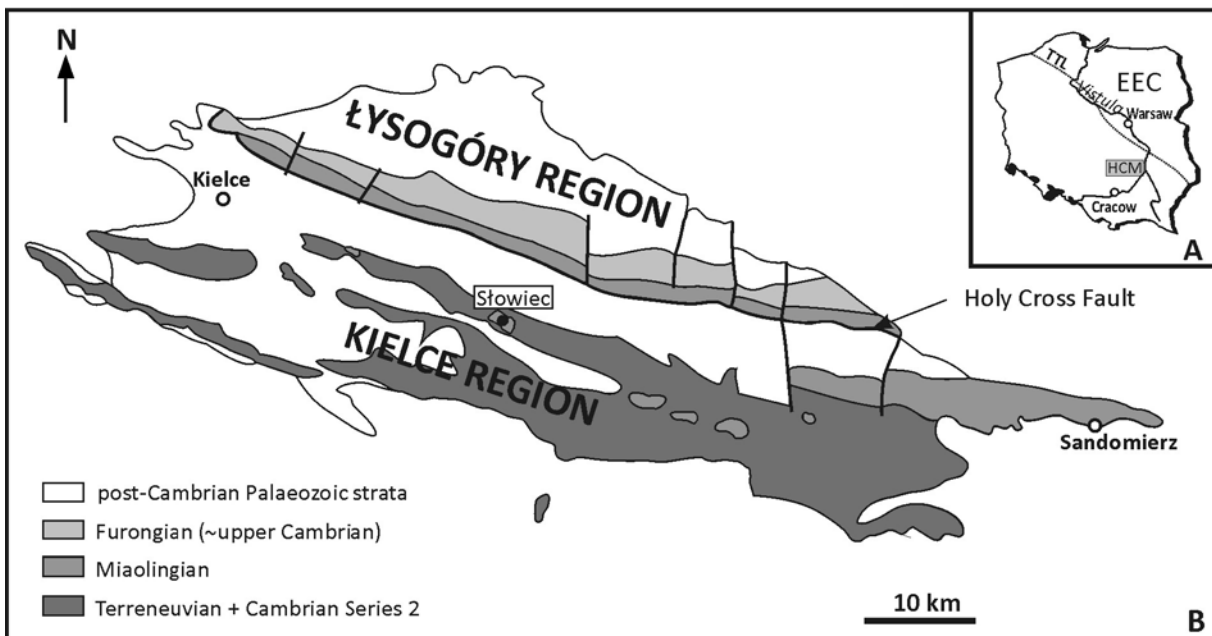 N
ŁYSOGÓRY REGION
Kielce
Słowiec
KIELCE REGION
Holy Cross Fault
Sandomierz
TTL
EEC
Vistula
Warsaw
HCM
Cracow
A
post-Cambrian Palaeozoic strata
Furongian (~upper Cambrian)
Miaolingian
Terreneuvian + Cambrian Series 2
10 km
B